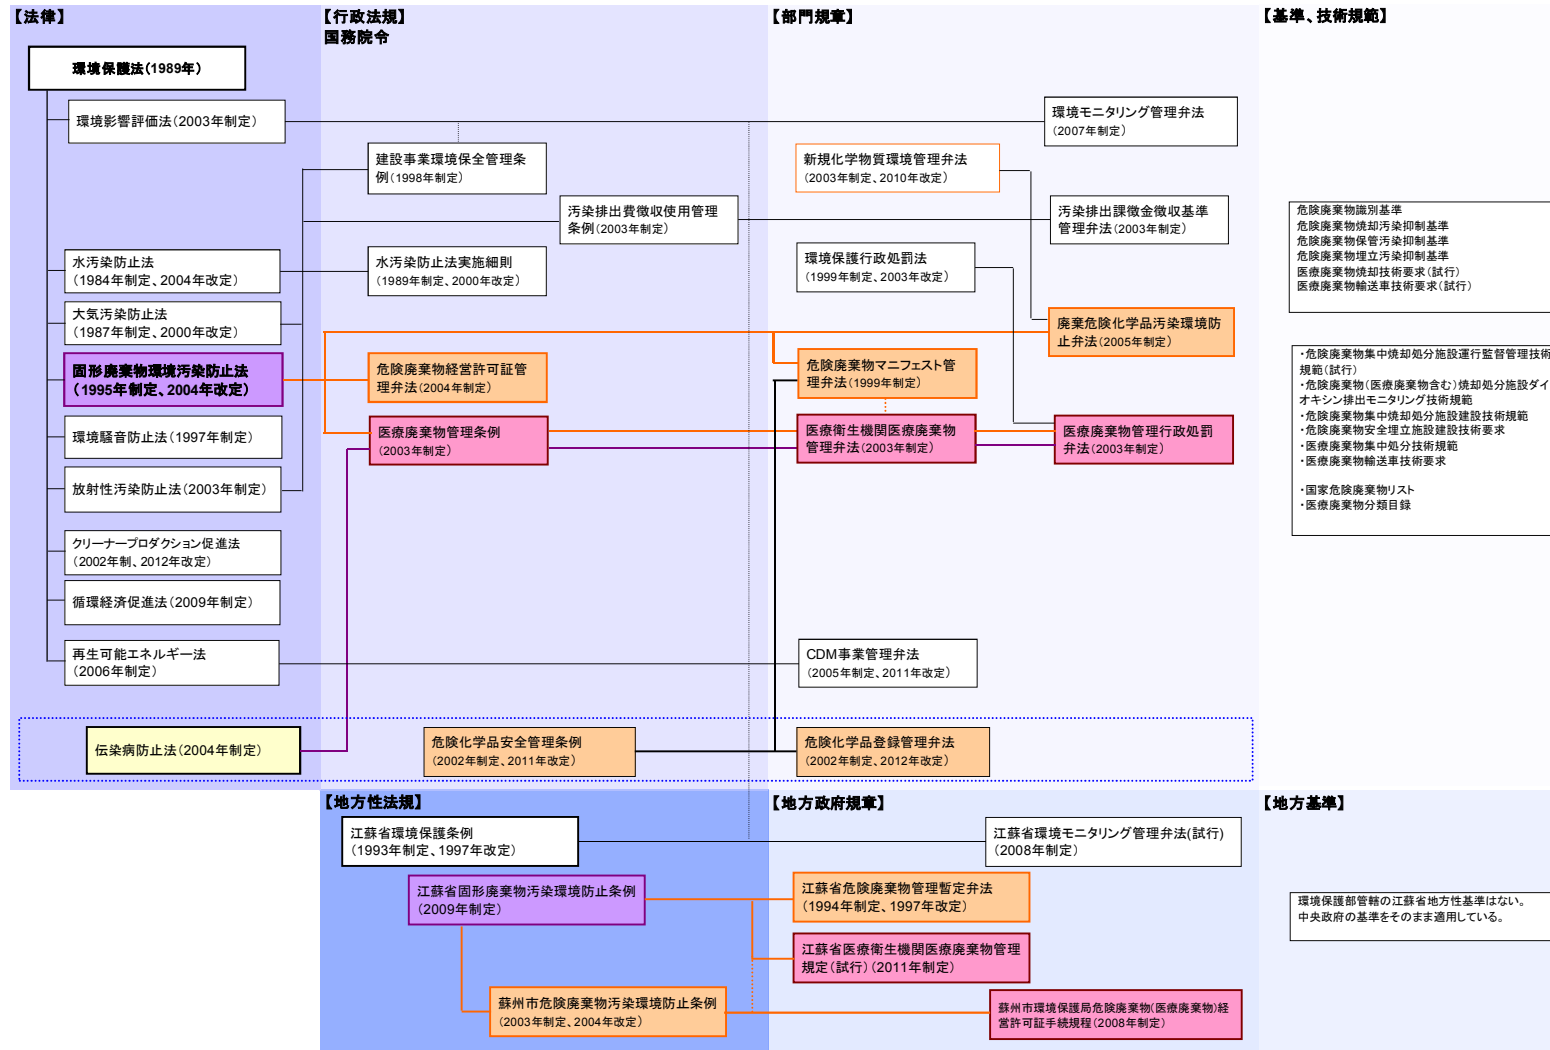 【法律】
環境保護法(1989年)
環境影響評価法(2003年制定)
水汚染防止法
(1984年制定、2004年改定)
大気汚染防止法
(1987年制定、2000年改定)
固形廃棄物環境汚染防止法
(1995年制定、2004年改定)
環境騒音防止法(1997年制定)
放射性汚染防止法(2003年制定)
クリーナープロダクション促進法
(2002年制、2012年改定)
循環経済促進法(2009年制定)
再生可能エネルギー法
(2006年制定)
伝染病防止法(2004年制定)
【行政法規】
国務院令
建設事業環境保全管理条
例(1998年制定)
汚染排出費徴収使用管理
条例(2003年制定)
水汚染防止法実施細則
(1989年制定、2000年改定)
危険廃棄物経営許可証管
理弁法(2004年制定)
医療廃棄物管理条例
(2003年制定)
危険化学品安全管理条例
(2002年制定、2011年改定)
【部門規章】
環境モニタリング管理弁法
(2007年制定)
新規化学物質環境管理弁法
(2003年制定、2010年改定)
汚染排出課徴金徴収基準
管理弁法(2003年制定)
環境保護行政処罰法
(1999年制定、2003年改定)
廃棄危険化学品汚染環境防
止弁法(2005年制定)
危険廃棄物マニフェスト管
理弁法(1999年制定)
医療衛生機関医療廃棄物
管理弁法(2003年制定)
医療廃棄物管理行政処罰
弁法(2003年制定)
CDM事業管理弁法
(2005年制定、2011年改定)
危険化学品登録管理弁法
(2002年制定、2012年改定)
【基準、技術規範】
危険廃棄物識別基準
危険廃棄物焼却汚染抑制基準
危険廃棄物保管汚染抑制基準
危険廃棄物埋立汚染抑制基準
医療廃棄物焼却技術要求(試行)
医療廃棄物輸送車技術要求(試行)
・危険廃棄物集中焼却処分施設運行監督管理技術
規範(試行)
・危険廃棄物(医療廃棄物含む)焼却処分施設ダイ
オキシン排出モニタリング技術規範
・危険廃棄物集中焼却処分施設建設技術規範
・危険廃棄物安全埋立施設建設技術要求
・医療廃棄物集中処分技術規範
・医療廃棄物輸送車技術要求
・国家危険廃棄物リスト
・医療廃棄物分類目録
【地方性法規】
江蘇省環境保護条例
(1993年制定、1997年改定)
江蘇省固形廃棄物汚染環境防止条例
(2009年制定)
蘇州市危険廃棄物汚染環境防止条例
(2003年制定、2004年改定)
【地方政府規章】
江蘇省環境モニタリング管理弁法(試行)
(2008年制定)
江蘇省危険廃棄物管理暫定弁法
(1994年制定、1997年改定)
江蘇省医療衛生機関医療廃棄物管理
規定(試行)(2011年制定)
蘇州市環境保護局危険廃棄物(医療廃棄物)経
営許可証手続規程(2008年制定)
【地方基準】
環境保護部管轄の江蘇省地方性基準はない。
中央政府の基準をそのまま適用している。